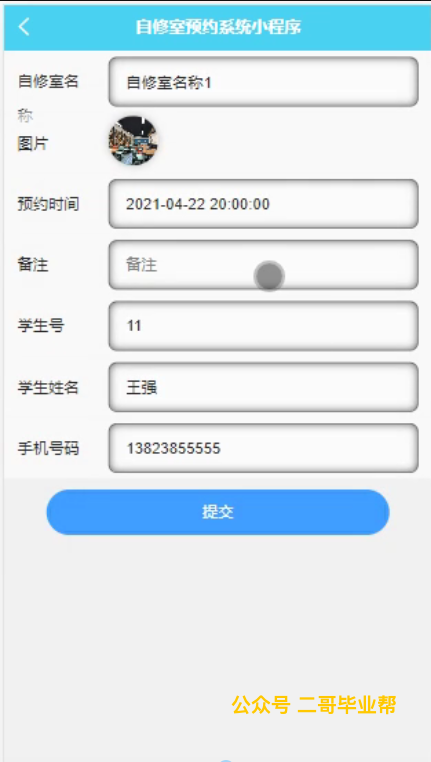 自修室预约系统小程序
自修室名称 自修室名称1
图片
预约时间 2021-04-22 20:00:00
备注 备注
学生号 11
学生姓名 王强
手机号码 13823855555
提交
公众号 二哥毕业帮